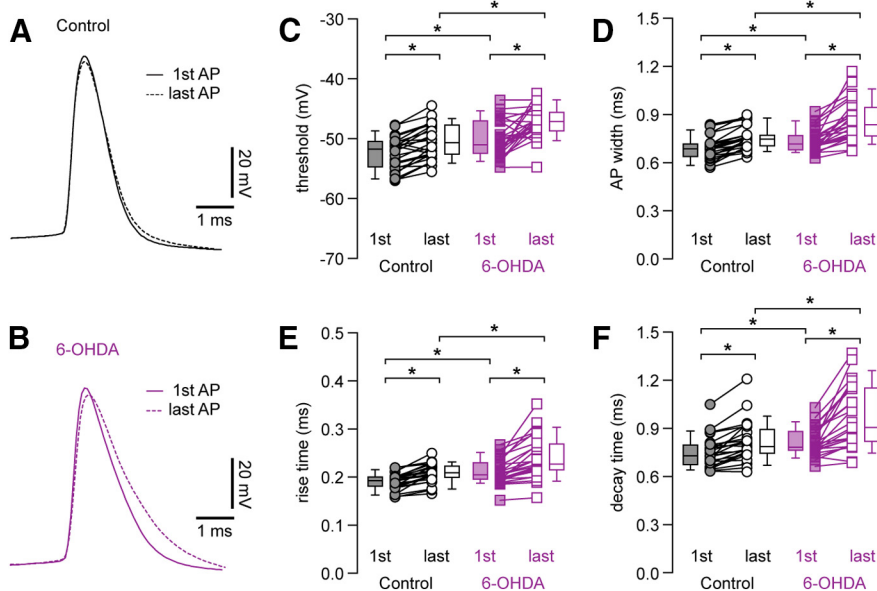 A
Control
1st AP
last AP
20 mV
1 ms
B
6-OHDA
1st AP
last AP
20 mV
1 ms
C
threshold (mV)
-30
-40
-50
-60
-70
* * * *
1st last 1st last
Control 6-OHDA
D
AP width (ms)
1.5
1.2
0.9
0.6
0.3
0.0
* * * *
1st last 1st last
Control 6-OHDA
E
rise time (ms)
0.5
0.4
0.3
0.2
0.1
0.0
* * * *
1st last 1st last
Control 6-OHDA
F
decay time (ms)
1.5
1.2
0.9
0.6
0.3
0.0
* * * *
1st last 1st last
Control 6-OHDA